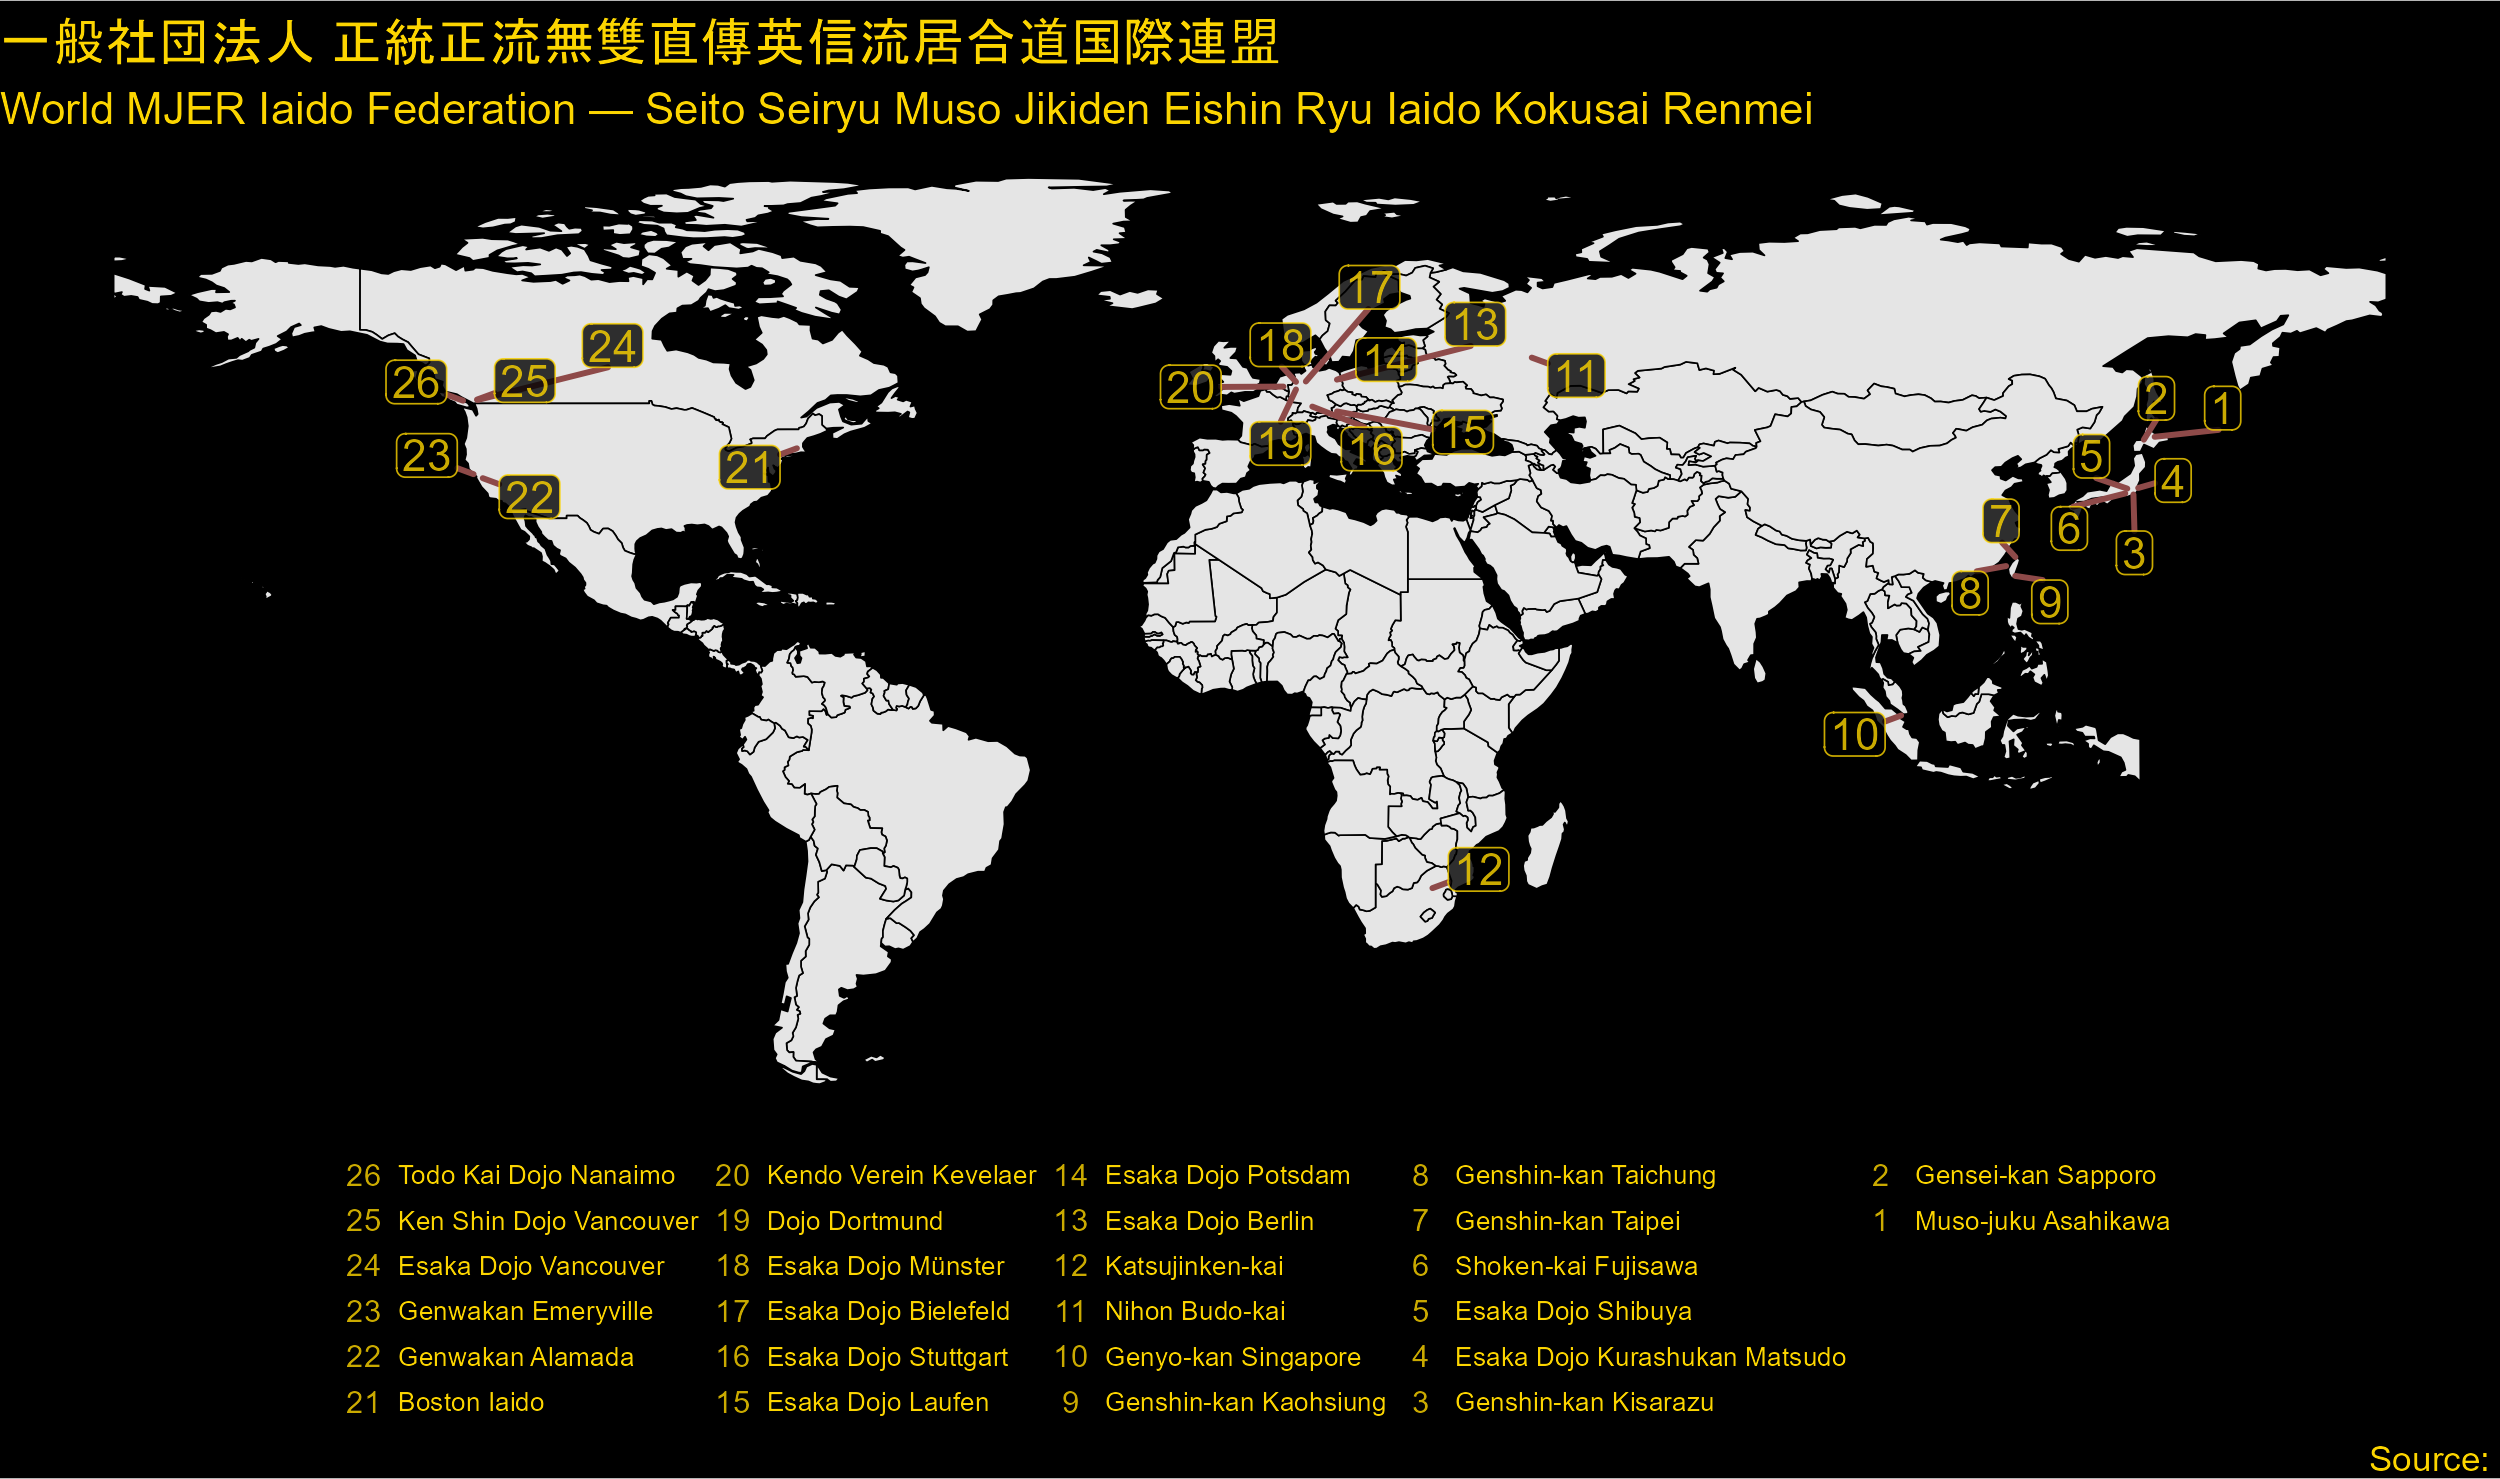 一般社団法人 正統正流無雙直傳英信流居合道国際連盟
World MJER Iaido Federation — Seito Seiryu Muso Jikiden Eishin Ryu Iaido Kokusai Renmei
17
13
18
14
24
20
11
26
25
2
1
19
16
15
23
21
5
4
22
7
6
3
8
9
10
12
26 Todo Kai Dojo Nanaimo 20 Kendo Verein Kevelaer 14 Esaka Dojo Potsdam 8 Genshin-kan Taichung 2 Gensei-kan Sapporo
25 Ken Shin Dojo Vancouver 19 Dojo Dortmund 13 Esaka Dojo Berlin 7 Genshin-kan Taipei 1 Muso-juku Asahikawa
24 Esaka Dojo Vancouver 18 Esaka Dojo Münster 12 Katsujinken-kai 6 Shoken-kai Fujisawa
23 Genwakan Emeryville 17 Esaka Dojo Bielefeld 11 Nihon Budo-kai 5 Esaka Dojo Shibuya
22 Genwakan Alamada 16 Esaka Dojo Stuttgart 10 Genyo-kan Singapore 4 Esaka Dojo Kurashukan Matsudo
21 Boston Iaido 15 Esaka Dojo Laufen 9 Genshin-kan Kaohsiung 3 Genshin-kan Kisarazu
Source: